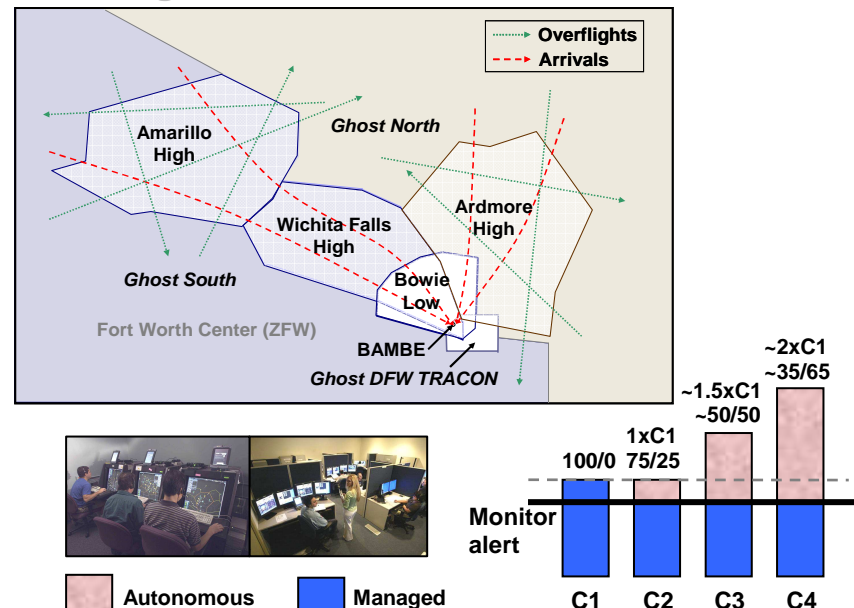 Overflights
Arrivals
Ghost North
Amarillo
High
Ardmore
High
Wichita Falls
High
Ghost South
Bowie
Low
Fort Worth Center (ZFW)
BAMBE
Ghost DFW TRACON
~2xC1
~35/65
~1.5xC1
~50/50
1xC1
75/25
100/0
Monitor
alert
Autonomous
Managed
C1 C2 C3 C4